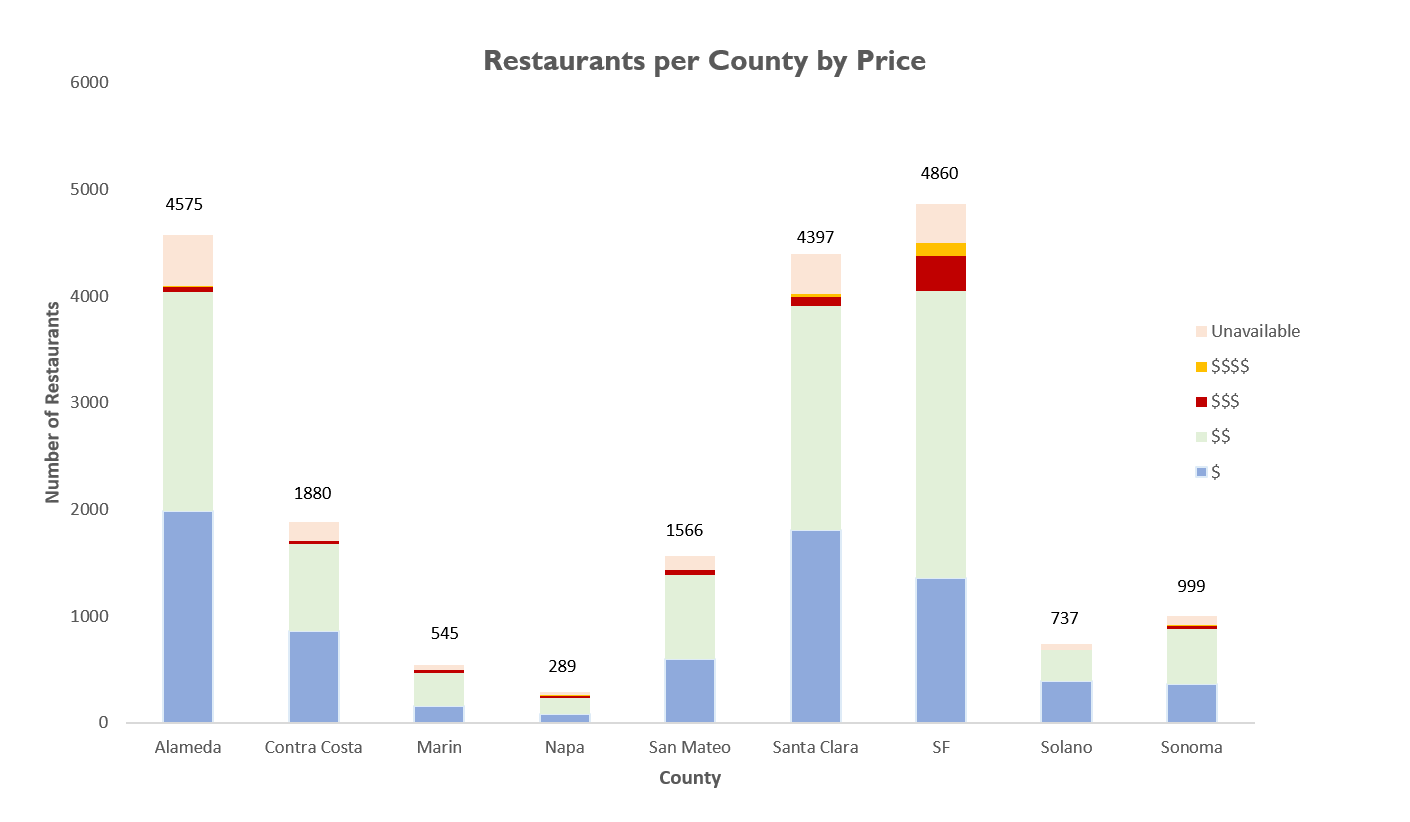 Restaurants per County by Price
6000
5000
4000
3000
2000
1000
0
Number of Restaurants
4575
1880
545
289
1566
4397
4860
737
999
Alameda
Contra Costa
Marin
Napa
San Mateo
Santa Clara
SF
Solano
Sonoma
County
Unavailable
$$$$
$$$
$$
$